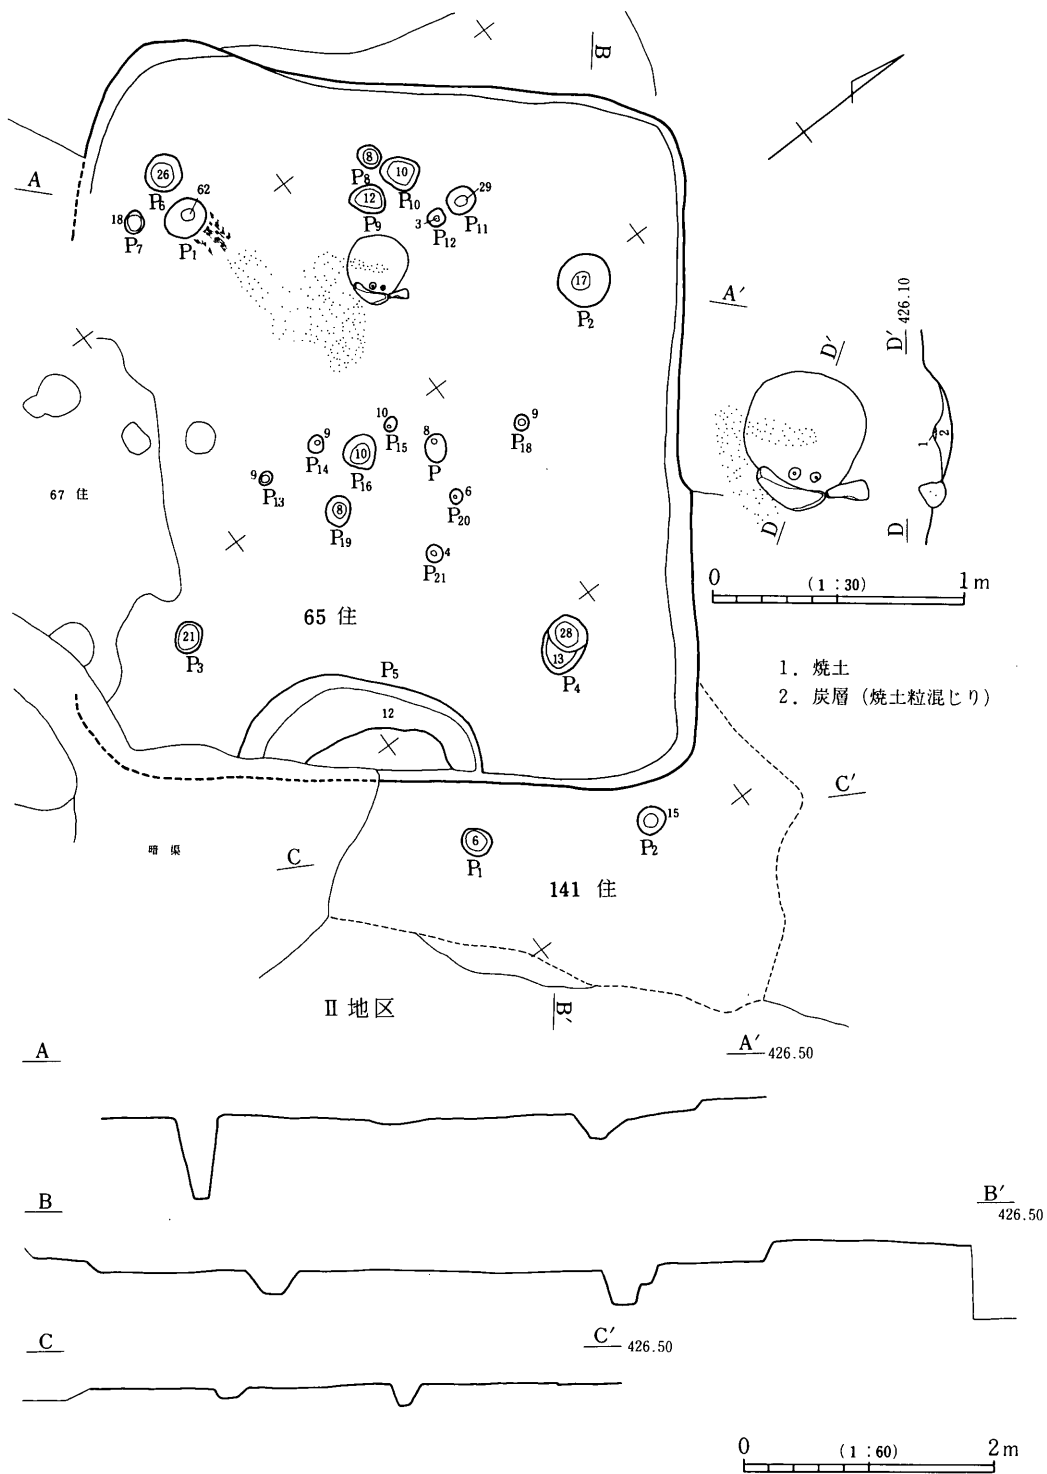 B
A
26
62
P6
18
P7
P1
8
P8
10
P10
12
P9
29
P11
3
P12
17
P2
A′
D′
D′ 426.10
1
2
D
D
0 (1:30) 1m
1. 焼土
2. 炭層 (焼土粒混じり)
67 住
9
P13
9
P14
10
P16
10
P15
8
P
9
P18
8
P19
6
P20
4
P21
65 住
21
P3
28
13
P4
P5
12
C′
暗渠
C
6
P1
15
P2
141 住
II 地区
B′
A
A′ 426.50
B
B′
426.50
C
C′ 426.50
0 (1:60) 2m